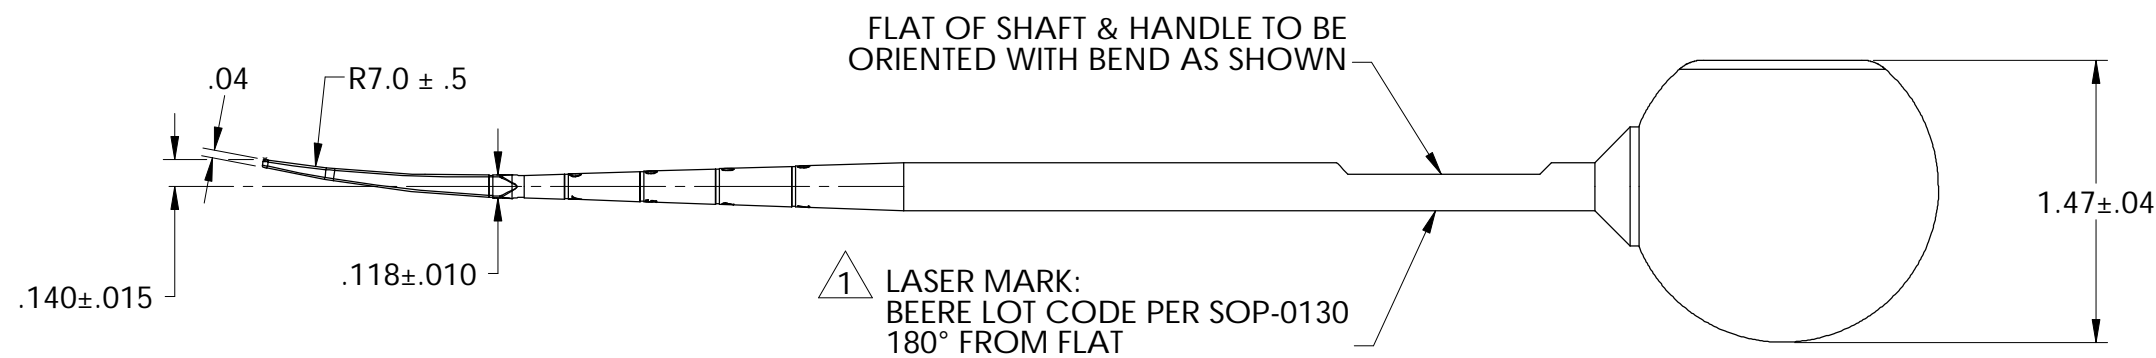 FLAT OF SHAFT & HANDLE TO BE
ORIENTED WITH BEND AS SHOWN
.04
R7.0 ± .5
1.47±.04
.118±.010
.140±.015
1
LASER MARK:
BEERE LOT CODE PER SOP-0130
180° FROM FLAT